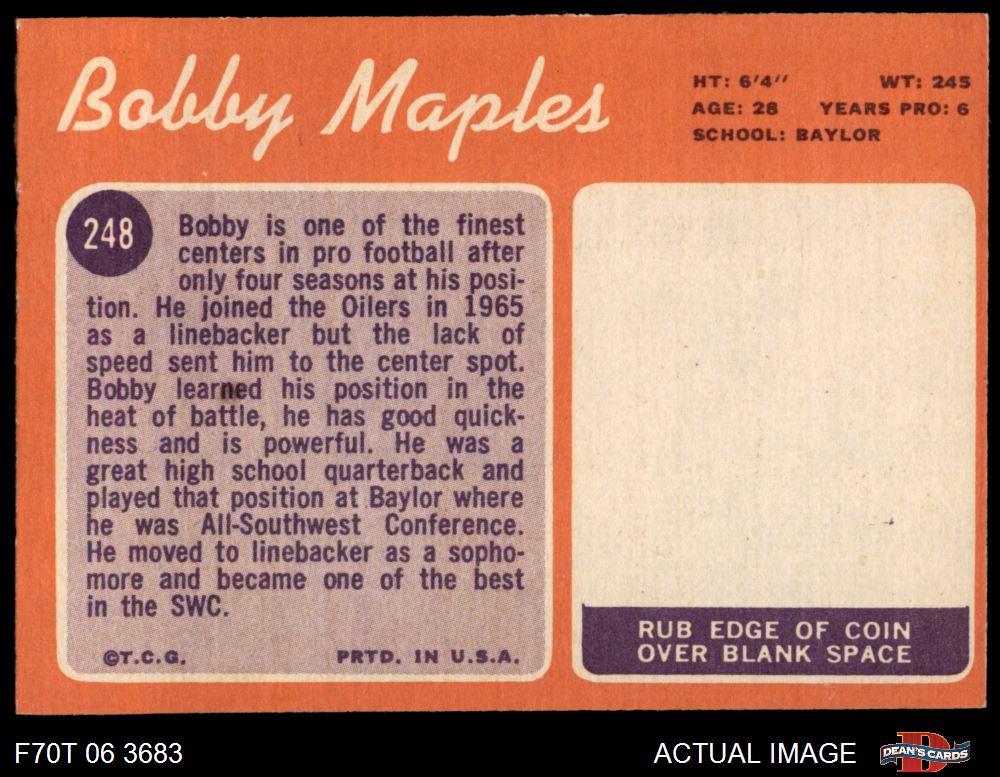 Bobby Maples
HT: 6'4" WT: 245
AGE: 28 YEARS PRO: 6
SCHOOL: BAYLOR
248
Bobby is one of the finest
centers in pro football after
only four seasons at his posi-
tion. He joined the Oilers in 1965
as a linebacker but the lack of
speed sent him to the center spot.
Bobby learned his position in the
heat of battle, he has good quick-
ness and is powerful. He was a
great high school quarterback and
played that position at Baylor where
he was All-Southwest Conference.
He moved to linebacker as a sopho-
more and became one of the best
in the SWC.
©T.C.G. PRTD. IN U.S.A.
RUB EDGE OF COIN
OVER BLANK SPACE
F70T 06 3683
ACTUAL IMAGE
D
DEAN'S CARDS